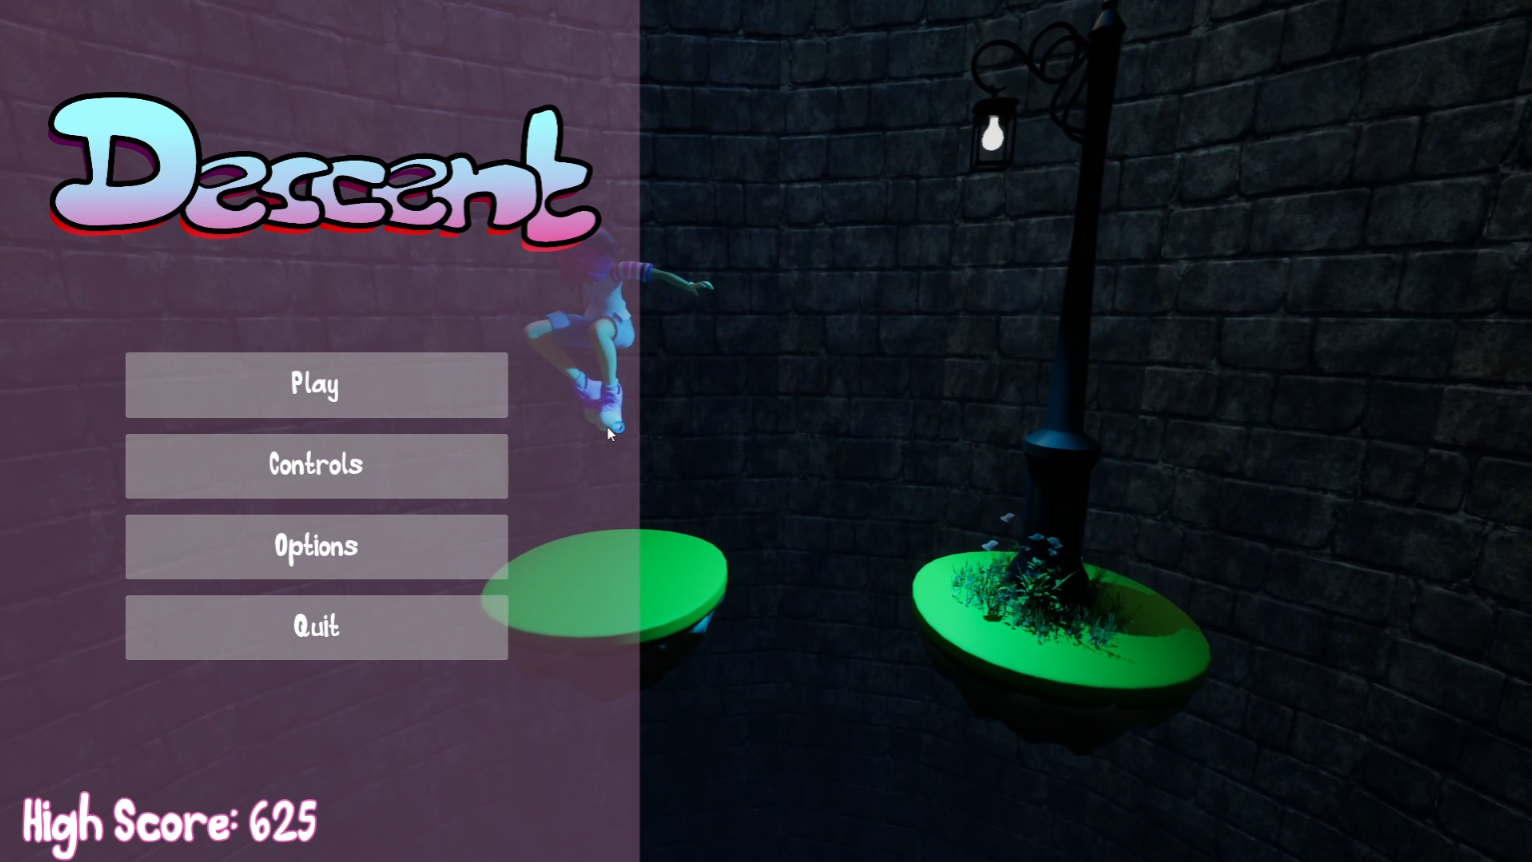 Descent
Play
Controls
Options
Quit
High Score: 625